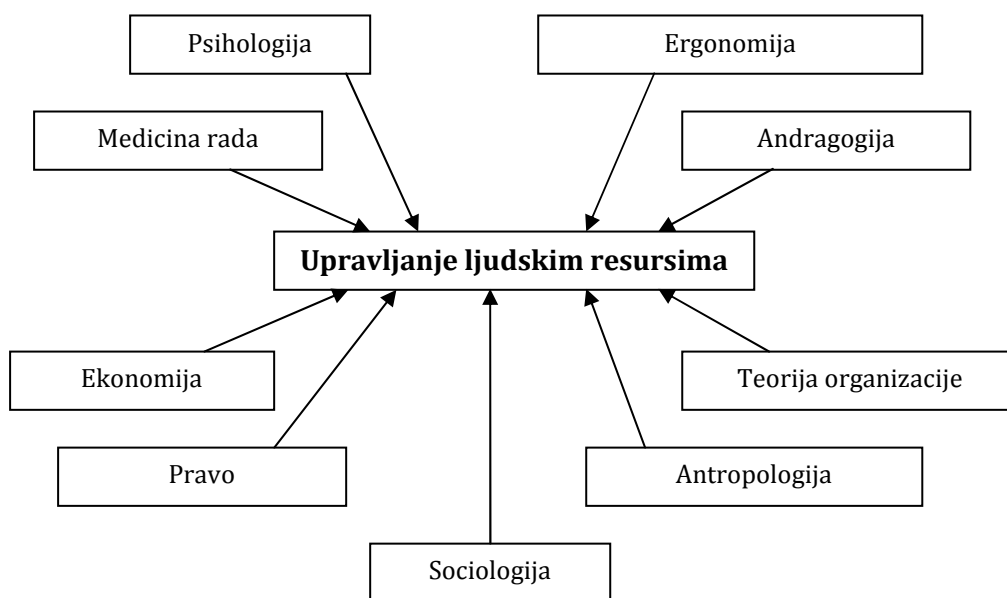 Psihologija
Ergonomija
Medicina rada
Andragogija
Upravljanje ljudskim resursima
Ekonomija
Teorija organizacije
Pravo
Antropologija
Sociologija